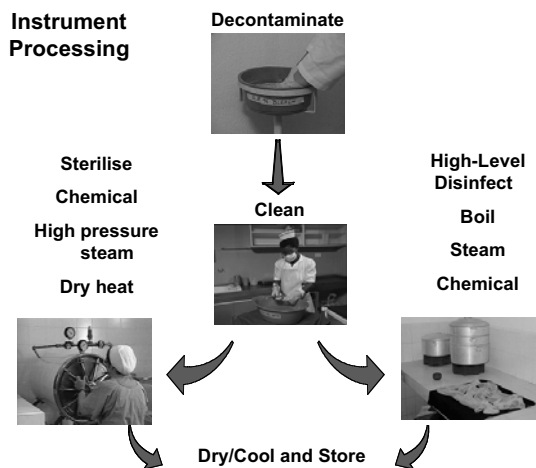 Instrument
Processing
Decontaminate
Sterilise
Chemical
High pressure
steam
Dry heat
Clean
High-Level
Disinfect
Boil
Steam
Chemical
Dry/Cool and Store